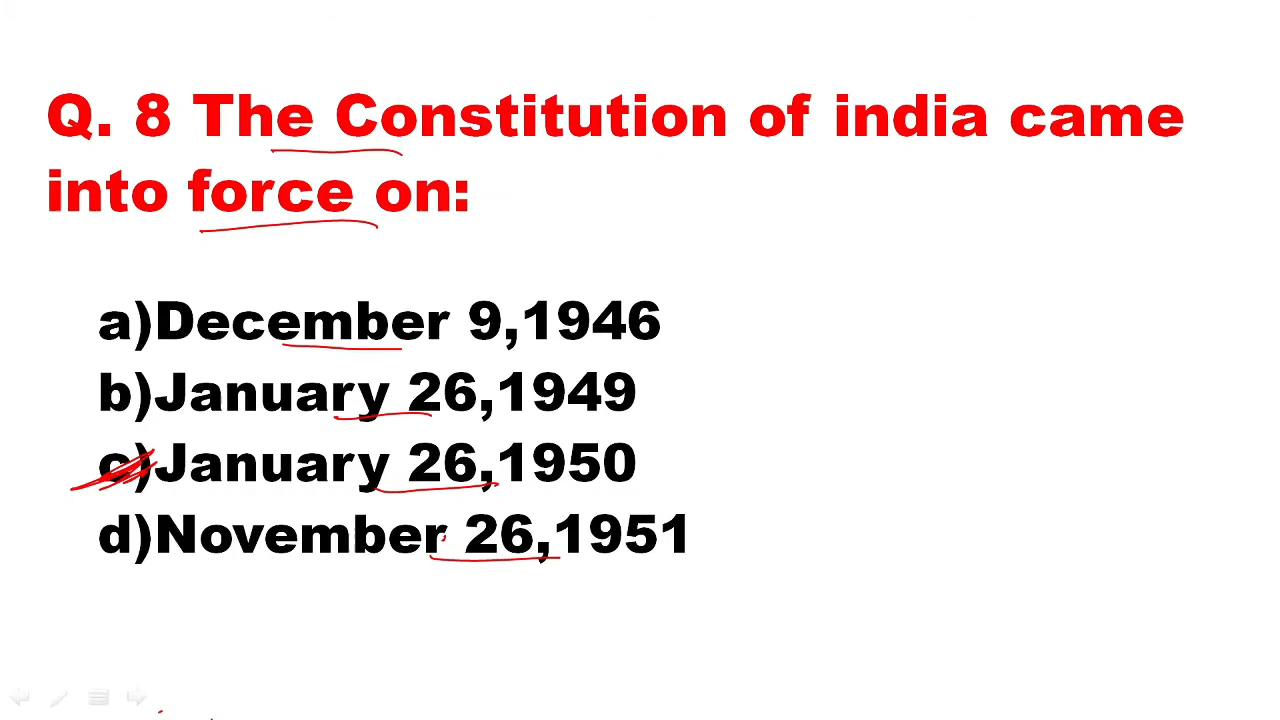 Q. 8 The Constitution of india came
into force on:
a)December 9,1946
b)January 26,1949
c)January 26,1950
d)November 26,1951